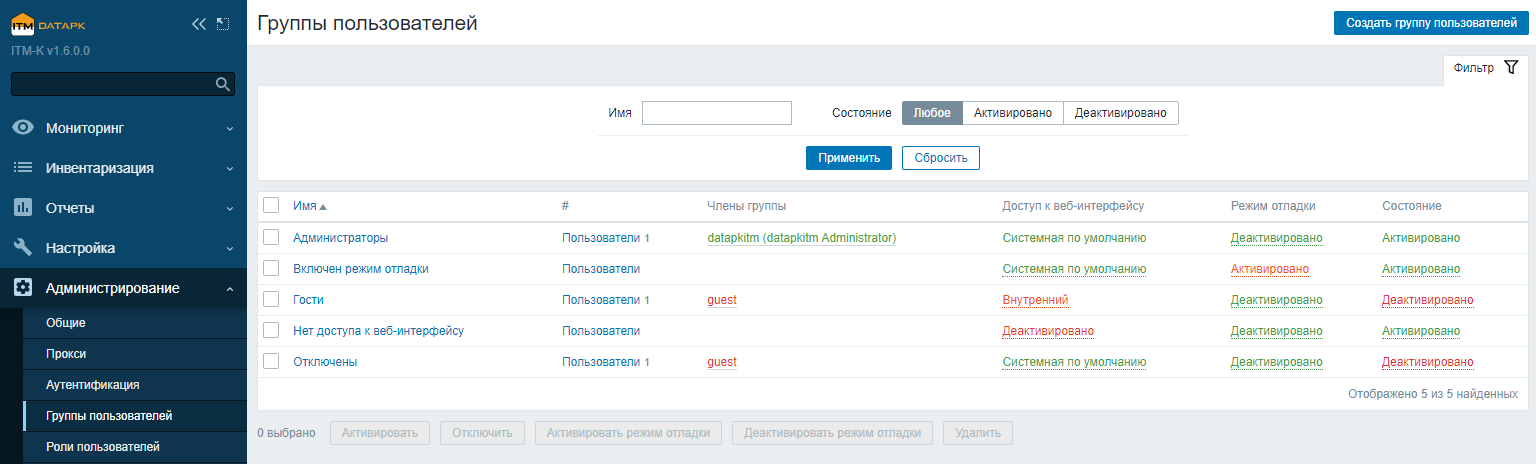 ITM DATAPK
ITM-K v1.6.0.0
Мониторинг
Инвентаризация
Отчеты
Настройка
Администрирование
Общие
Прокси
Аутентификация
Группы пользователей
Роли пользователей
Группы пользователей
Создать группу пользователей
Фильтр
Имя Состояние Любое Активировано Деактивировано
Применить Сбросить
Имя # Члены группы Доступ к веб-интерфейсу Режим отладки Состояние
Администраторы Пользователи 1 datapkitm (datapkitm Administrator) Системная по умолчанию Деактивировано Активировано
Включен режим отладки Пользователи Системная по умолчанию Активировано Активировано
Гости Пользователи 1 guest Внутренний Деактивировано Деактивировано
Нет доступа к веб-интерфейсу Пользователи Деактивировано Деактивировано Активировано
Отключены Пользователи 1 guest Системная по умолчанию Деактивировано Деактивировано
Отображено 5 из 5 найденных
0 выбрано Активировать Отключить Активировать режим отладки Деактивировать режим отладки Удалить